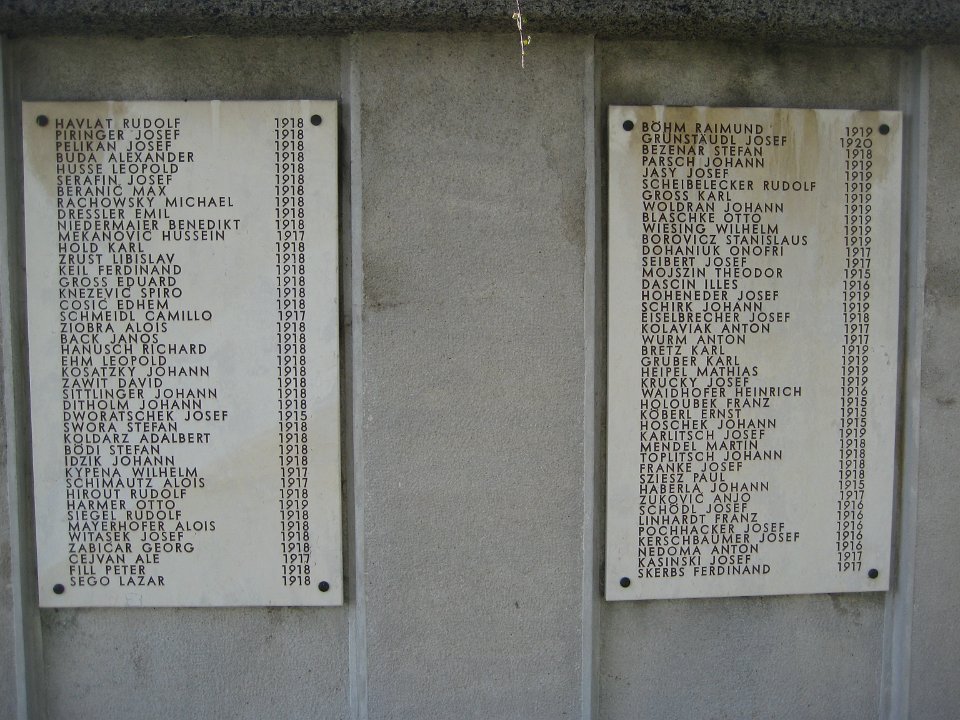 HAVLAT RUDOLF 1918
PIRINGER JOSEF 1918
PELIKAN JOSEF 1918
BUDA ALEXANDER 1918
HUSSE LEOPOLD 1918
SERAFIN JOSEF 1918
BERANIC MAX 1918
RACHOWSKY MICHAEL 1918
DRESSLER EMIL 1918
NIEDERMAIER BENEDIKT 1918
MEKANOVIC HUSSEIN 1917
HOLD KARL 1918
ZRUST LIBISLAV 1918
KEIL FERDINAND 1918
GROSS EDUARD 1918
KNEZEVIC SPIRO 1918
COSIC EDHEM 1918
SCHMEIDL CAMILLO 1917
ZIOBRA ALOIS 1918
BACK JANOS 1918
HANUSCH RICHARD 1918
EHM LEOPOLD 1918
KOSATZKY JOHANN 1918
ZAWIT DAVID 1918
SITTLINGER JOHANN 1918
DITHOLM JOHANN 1918
DWORATSCHEK JOSEF 1915
SWORA STEFAN 1918
KOLDARZ ADALBERT 1918
BÖDI STEFAN 1918
IDZIK JOHANN 1918
KYPENA WILHELM 1917
SCHIMAUTZ ALOIS 1917
HIROUT RUDOLF 1918
HARMER OTTO 1919
SIEGEL RUDOLF 1918
MAYERHOFER ALOIS 1918
WITASEK JOSEF 1918
ZABICAR GEORG 1918
CEJVAN ALE 1917
FILL PETER 1918
SEGO LAZAR 1918
BÖHM RAIMUND 1919
GRÜNSTÄUDL JOSEF 1920
BEZENAR STEFAN 1918
PARSCH JOHANN 1919
JASY JOSEF 1919
SCHEIBELECKER RUDOLF 1919
GROSS KARL 1919
WOLDRAN JOHANN 1919
BLASCHKE OTTO 1919
WIESING WILHELM 1919
BOROVICZ STANISLAUS 1919
DOHANIUK ONOFRI 1917
SEIBERT JOSEF 1917
MOJSZIN THEODOR 1915
DASCIN ILLES 1916
HOHENEDER JOSEF 1919
SCHIRK JOHANN 1919
EISELBRECHER JOSEF 1918
KOLAVIAK ANTON 1917
WURM ANTON 1917
BRETZ KARL 1919
GRUBER KARL 1919
HEIPEL MATHIAS 1919
KRUCKY JOSEF 1919
WAIDHOFER HEINRICH 1916
HOLOUBEK FRANZ 1915
KÖBERL ERNST 1915
HOSCHEK JOHANN 1915
KARLITSCH JOSEF 1919
MENDEL MARTIN 1918
TOPLITSCH JOHANN 1918
FRANKE JOSEF 1918
SZIESZ PAUL 1918
HABERLA JOHANN 1915
ZUKOVIC ANJO 1917
SCHÖDL JOSEF 1916
LINHARDT FRANZ 1916
POCHHACKER JOSEF 1916
KERSCHBAUMER JOSEF 1916
NEDOMA ANTON 1916
KASINSKI JOSEF 1917
SKERBS FERDINAND 1917